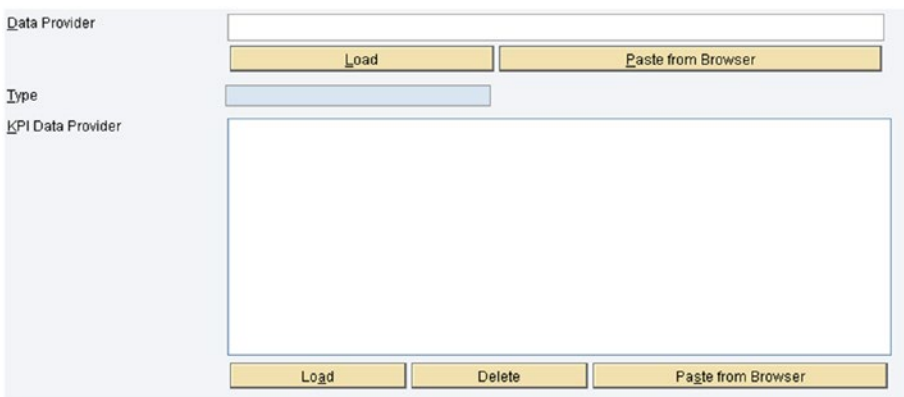 Data Provider
Load Paste from Browser
Type
KPI Data Provider
Load Delete Paste from Browser